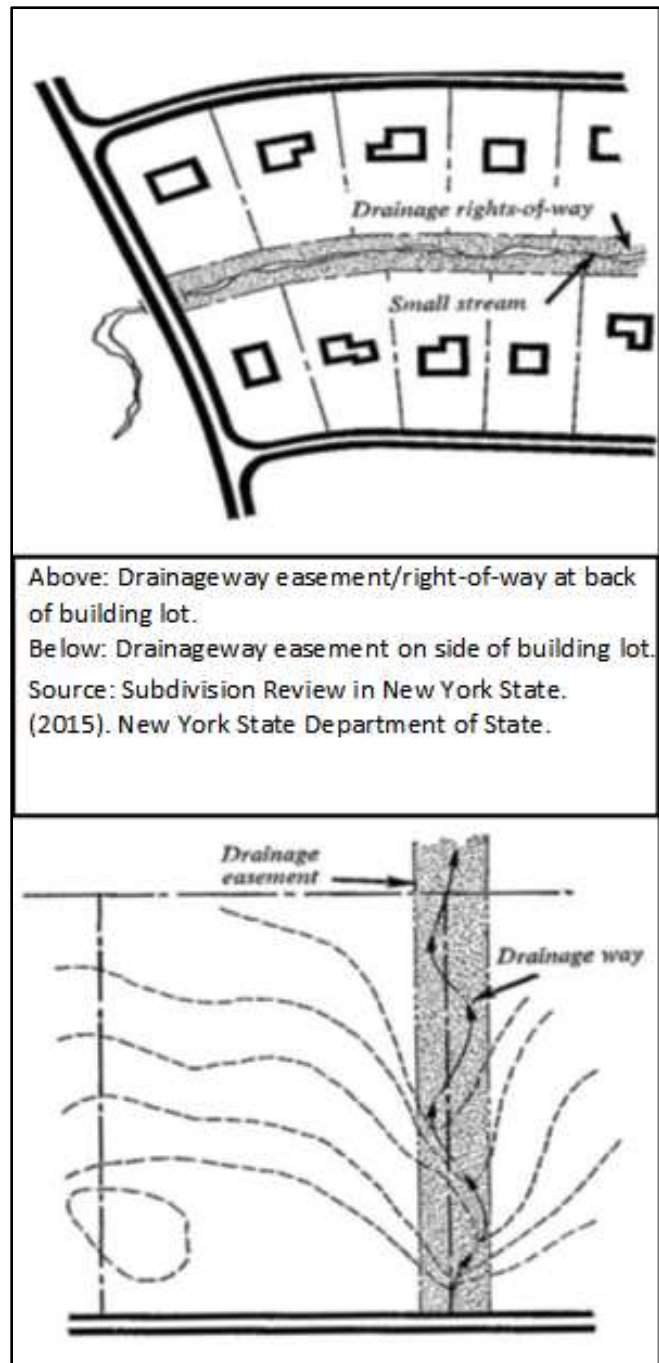 Drainage rights-of-way
Small stream
Above: Drainageway easement/right-of-way at back
of building lot.
Below: Drainageway easement on side of building lot.
Source: Subdivision Review in New York State.
(2015). New York State Department of State.
Drainage
easement
Drainage way